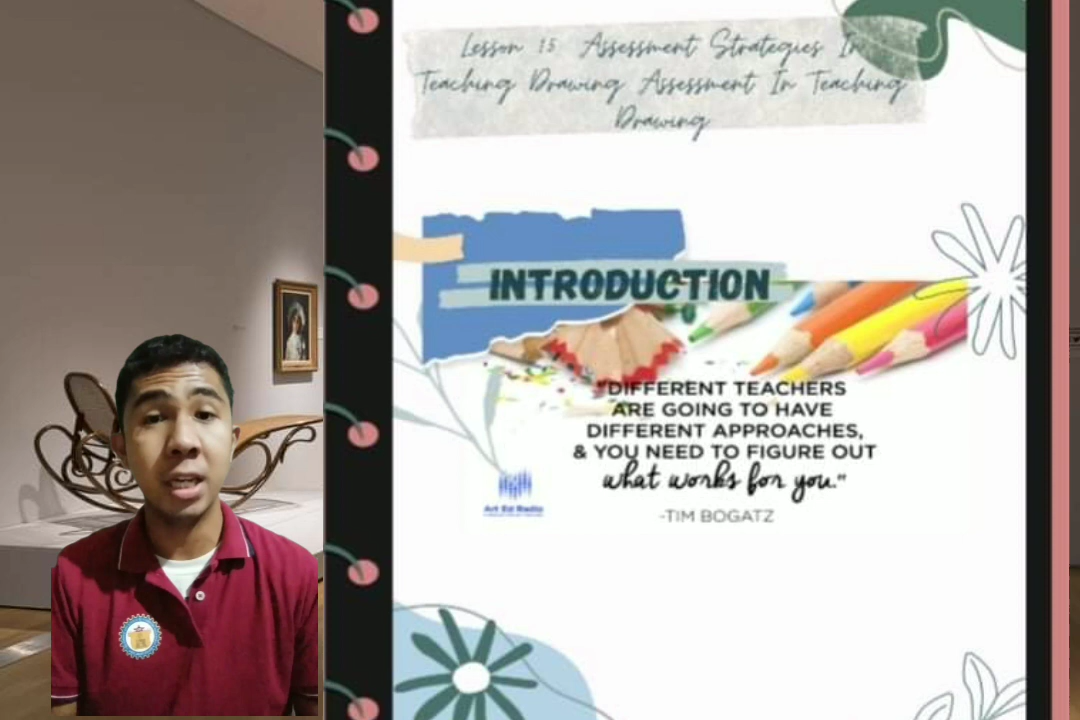 Lesson 15 Assessment Strategies In
Teaching Drawing Assessment In Teaching
Drawing
INTRODUCTION
"DIFFERENT TEACHERS
ARE GOING TO HAVE
DIFFERENT APPROACHES,
& YOU NEED TO FIGURE OUT
what works for you."
Art Ed Radio
-TIM BOGATZ